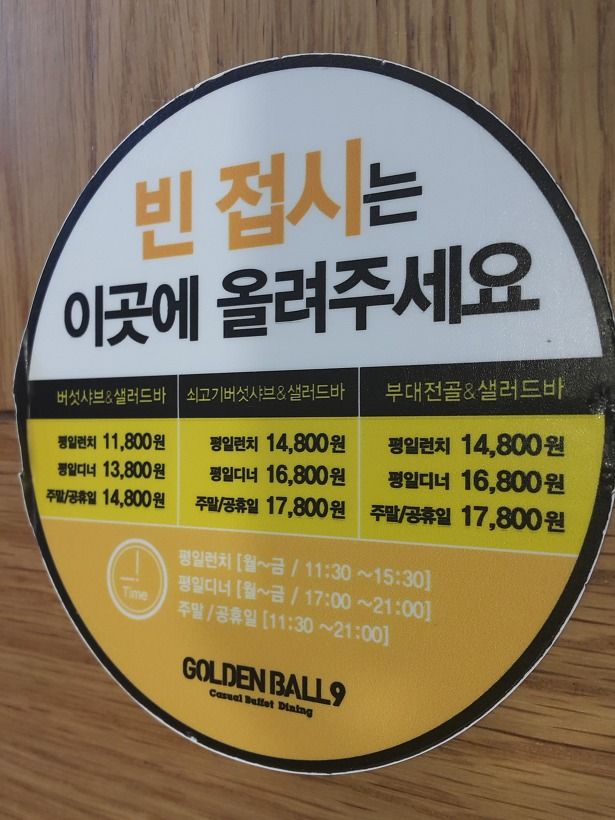 빈 접시는
이곳에 올려주세요
버섯샤브&샐러드바
평일런치 11,800원
평일디너 13,800원
주말/공휴일 14,800원
쇠고기버섯샤브&샐러드바
평일런치 14,800원
평일디너 16,800원
주말/공휴일 17,800원
부대전골&샐러드바
평일런치 14,800원
평일디너 16,800원
주말/공휴일 17,800원
Time
평일런치 [월~금 / 11:30 ~15:30]
평일디너 [월~금 / 17:00 ~21:00]
주말/공휴일 [11:30 ~21:00]
GOLDEN BALL9
Casual Buffet Dining